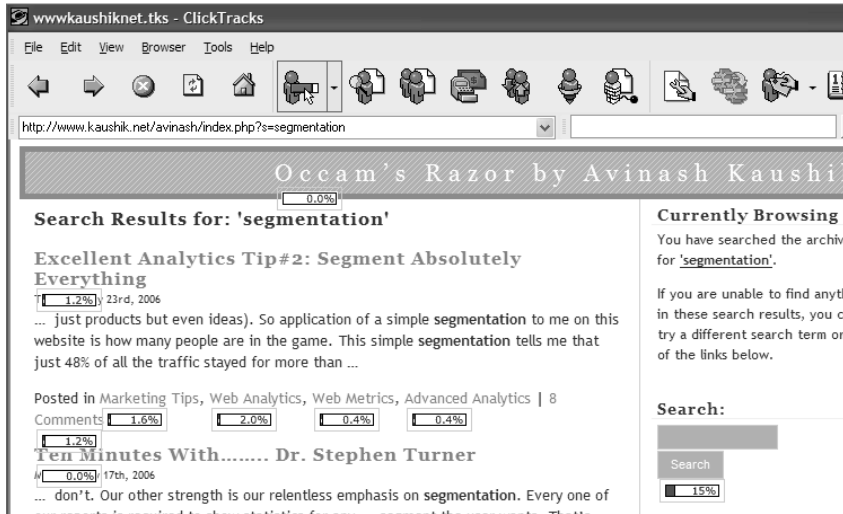 wwwkaushiknet.tks - ClickTracks
File Edit View Browser Tools Help
http://www.kaushik.net/avinash/index.php?s=segmentation
Occam's Razor by Avinash Kaushi
0.0%
Search Results for: 'segmentation'
Excellent Analytics Tip#2: Segment Absolutely
Everything
1.2% 23rd, 2006
... just products but even ideas). So application of a simple segmentation to me on this
website is how many people are in the game. This simple segmentation tells me that
just 48% of all the traffic stayed for more than ...
Posted in Marketing Tips, Web Analytics, Web Metrics, Advanced Analytics | 8
Comments 1.6% 2.0% 0.4% 0.4%
1.2%
Ten Minutes With........ Dr. Stephen Turner
0.0% 17th, 2006
... don't. Our other strength is our relentless emphasis on segmentation. Every one of
Currently Browsing
You have searched the archiv
for 'segmentation'.
If you are unable to find anyt
in these search results, you c
try a different search term or
of the links below.
Search:
Search
15%